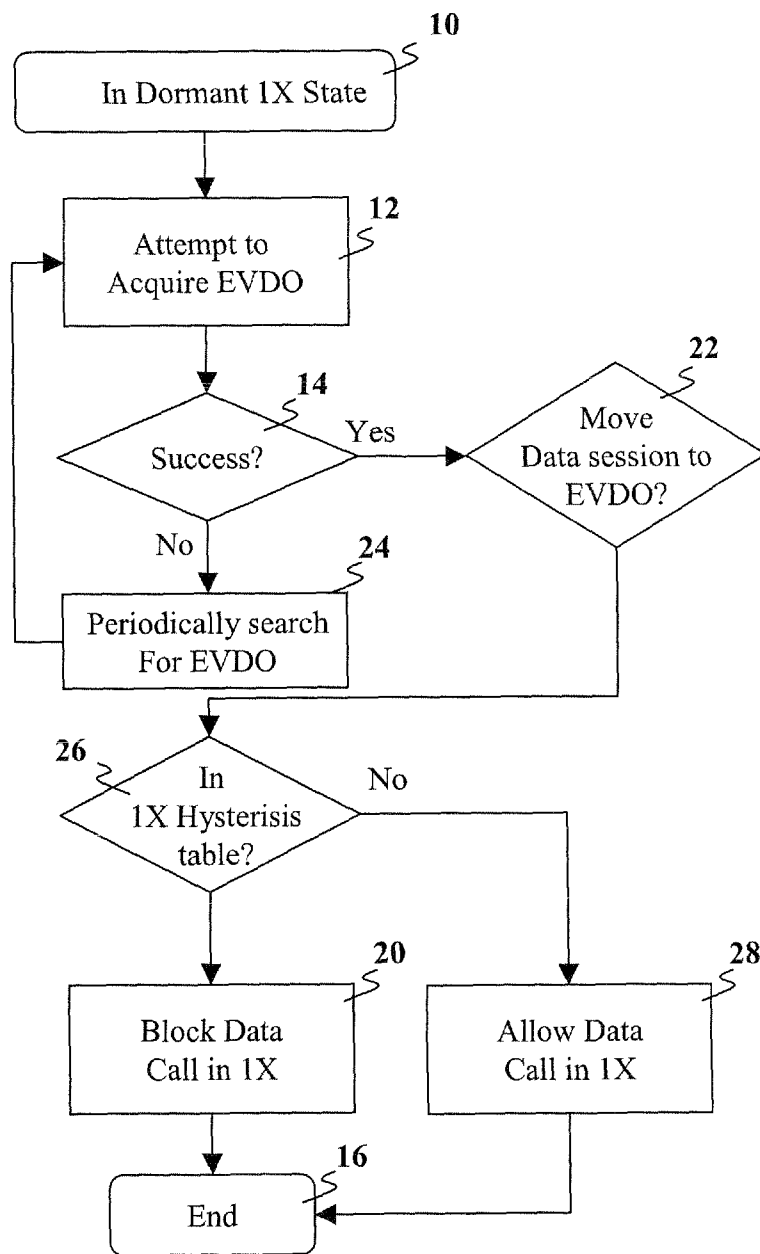 10
In Dormant 1X State
12
Attempt to
Acquire EVDO
14
Success?
Yes
22
Move
Data session to
EVDO?
No
24
Periodically search
For EVDO
26
In
1X Hysterisis
table?
No
20
Block Data
Call in 1X
28
Allow Data
Call in 1X
16
End